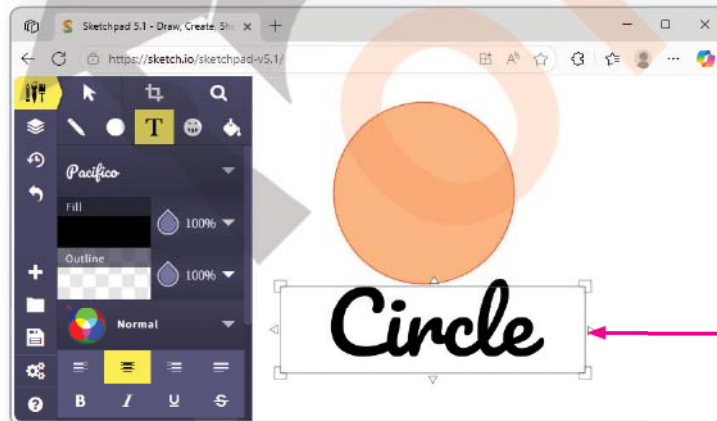 Sketchpad 5.1 - Draw, Create, Sha
https://sketch.io/sketchpad-v5.1/
T
Pacifico
Fill
100%
Outline
100%
Normal
B I U S
Circle